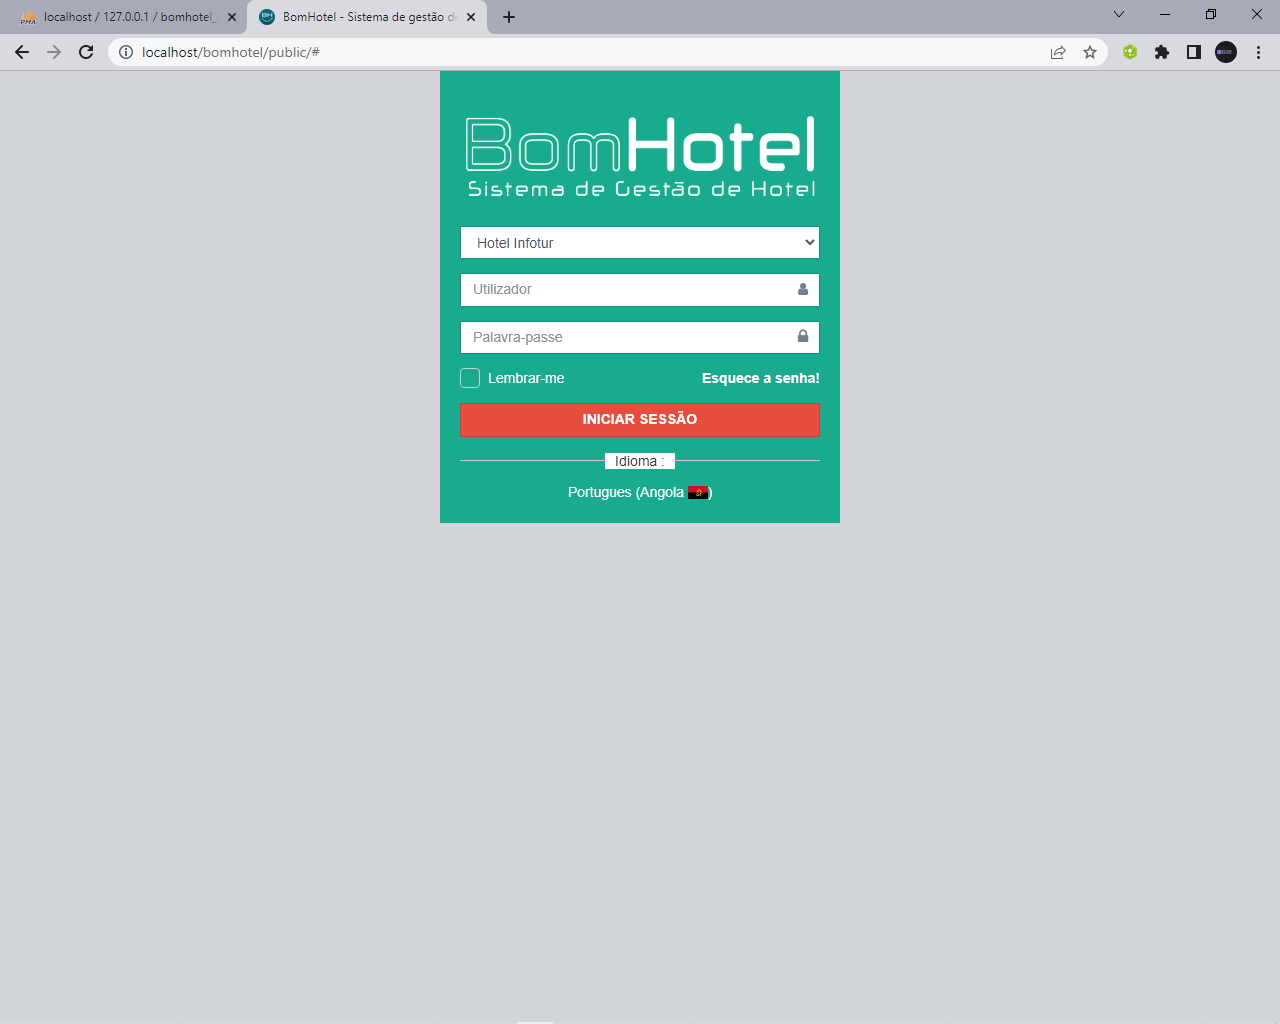 localhost / 127.0.0.1 / bomhotel_
BomHotel - Sistema de gestão de
localhost/bomhotel/public/#
BomHotel
Sistema de Gestão de Hotel
Hotel Infotur
Utilizador
Palavra-passe
Lembrar-me
Esquece a senha!
INICIAR SESSÃO
Idioma :
Portugues (Angola )